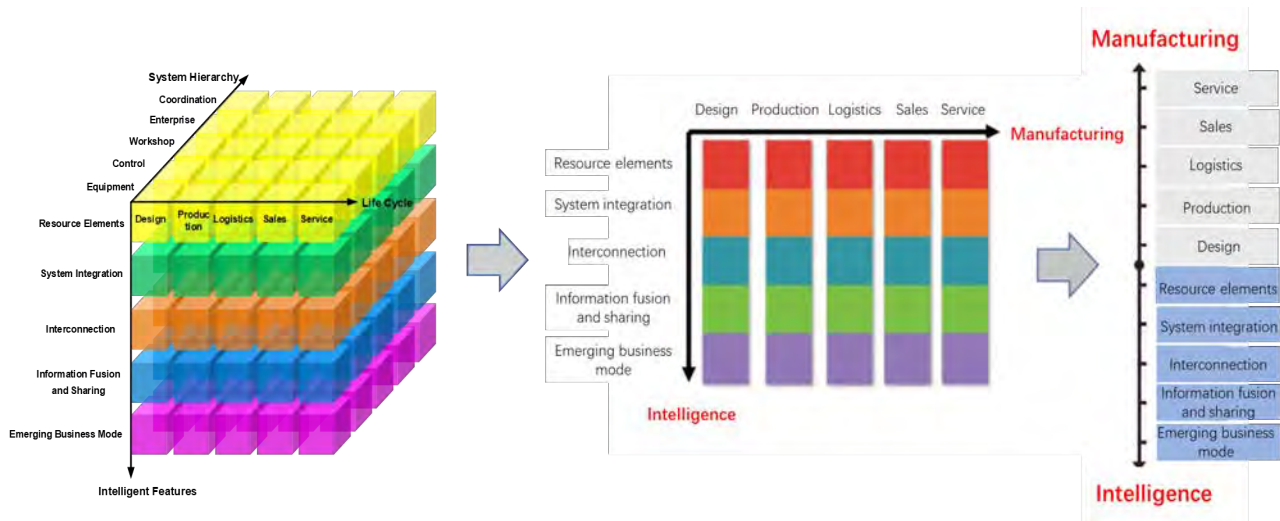 System Hierarchy
Coordination
Enterprise
Workshop
Control
Equipment
Life Cycle
Design
Produc
tion
Logistics
Sales
Service
Resource Elements
System Integration
Interconnection
Information Fusion
and Sharing
Emerging Business Mode
Intelligent Features
Design
Production
Logistics
Sales
Service
Manufacturing
Resource elements
System integration
Interconnection
Information fusion
and sharing
Emerging business
mode
Intelligence
Manufacturing
Service
Sales
Logistics
Production
Design
Resource elements
System integration
Interconnection
Information fusion
and sharing
Emerging business
mode
Intelligence